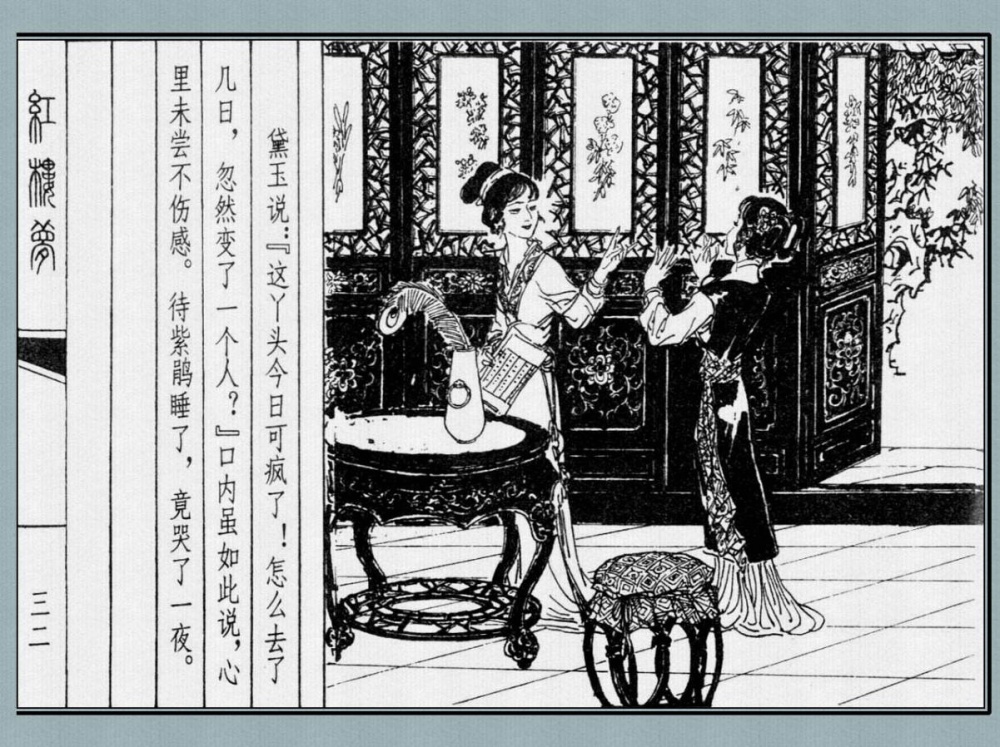 黛玉说：『这丫头今日可疯了！怎么去了
几日，忽然变了一个人？』口内虽如此说，心
里未尝不伤感。待紫鹃睡了，竟哭了一夜。
紅樓夢
三二